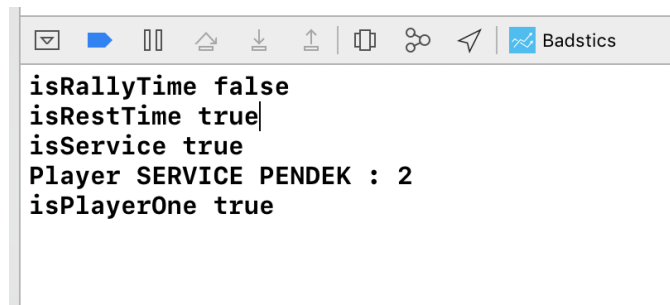 Badstics
isRallyTime false
isRestTime true
isService true
Player SERVICE PENDEK : 2
isPlayerOne true